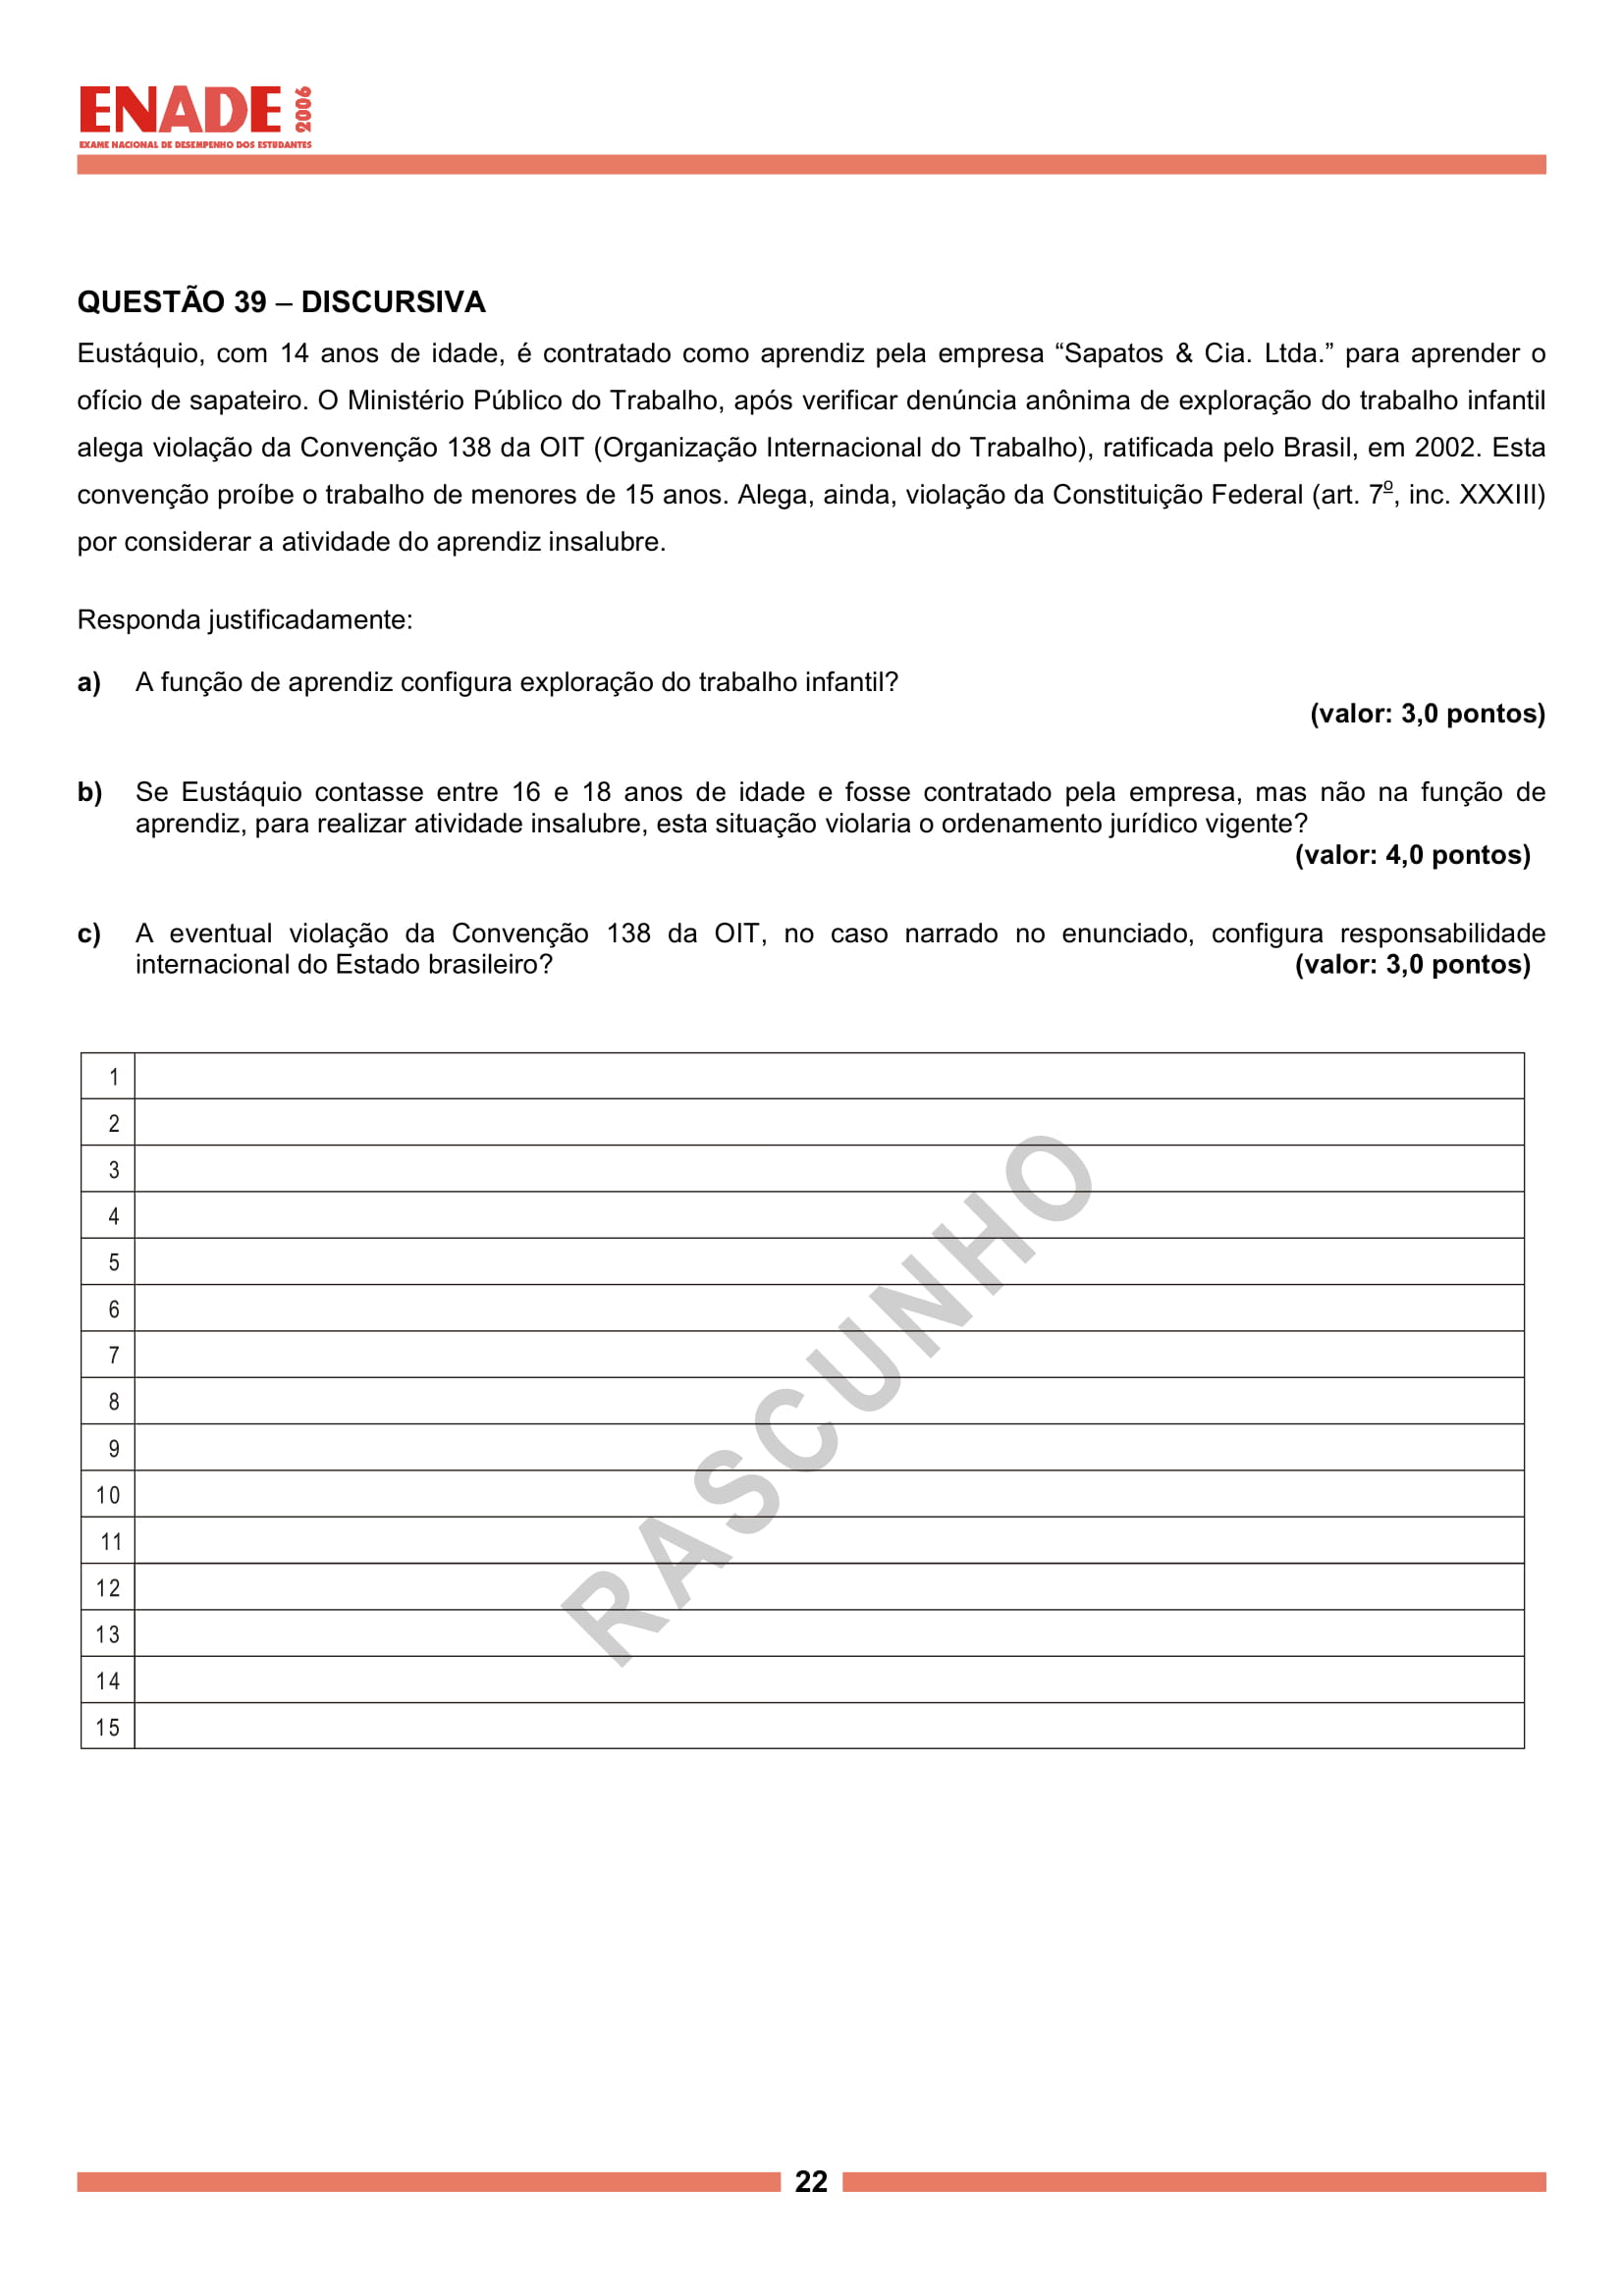 ENADE 2006
EXAME NACIONAL DE DESEMPENHO DOS ESTUDANTES
QUESTÃO 39 – DISCURSIVA
Eustáquio, com 14 anos de idade, é contratado como aprendiz pela empresa “Sapatos & Cia. Ltda.” para aprender o
ofício de sapateiro. O Ministério Público do Trabalho, após verificar denúncia anônima de exploração do trabalho infantil
alega violação da Convenção 138 da OIT (Organização Internacional do Trabalho), ratificada pelo Brasil, em 2002. Esta
convenção proíbe o trabalho de menores de 15 anos. Alega, ainda, violação da Constituição Federal (art. 7º, inc. XXXIII)
por considerar a atividade do aprendiz insalubre.
Responda justificadamente:
a) A função de aprendiz configura exploração do trabalho infantil?
(valor: 3,0 pontos)
b) Se Eustáquio contasse entre 16 e 18 anos de idade e fosse contratado pela empresa, mas não na função de
aprendiz, para realizar atividade insalubre, esta situação violaria o ordenamento jurídico vigente?
(valor: 4,0 pontos)
c) A eventual violação da Convenção 138 da OIT, no caso narrado no enunciado, configura responsabilidade
internacional do Estado brasileiro? (valor: 3,0 pontos)
1
2
3
4
5
6
7
8
9
10
11
12
13
14
15
RASCUNHO
22